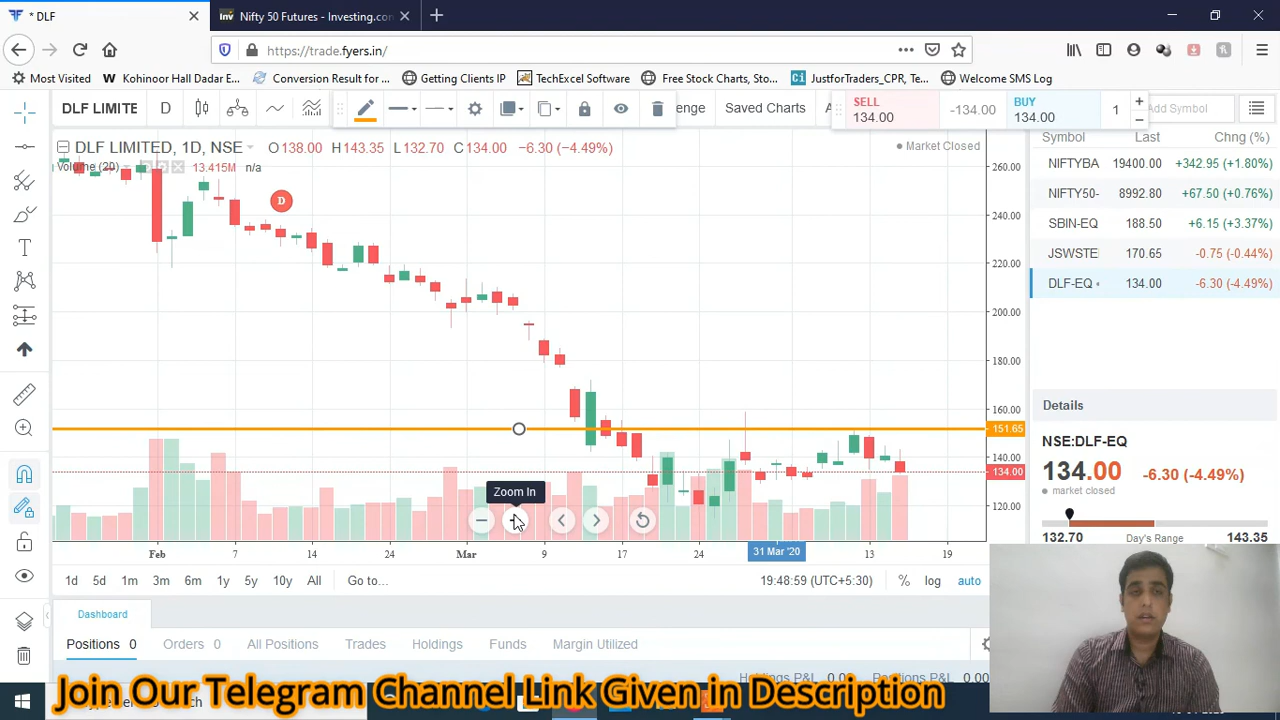 * DLF
Nifty 50 Futures - Investing.com
https://trade.fyers.in/
Most Visited
Kohinoor Hall Dadar E...
Conversion Result for ...
Getting Clients IP
TechExcel Software
Free Stock Charts, Sto...
JustforTraders_CPR, Te...
Welcome SMS Log
DLF LIMITE
D
enge
Saved Charts
SELL
134.00
-134.00
BUY
134.00
1
Add Symbol
DLF LIMITED, 1D, NSE
O 138.00 H 143.35 L 132.70 C 134.00 -6.30 (-4.49%)
Market Closed
Volume (20)
13.415M n/a
D
260.00
240.00
220.00
200.00
180.00
160.00
151.65
140.00
134.00
120.00
Zoom In
Feb
7
14
24
Mar
9
17
24
31 Mar '20
13
19
1d 5d 1m 3m 6m 1y 5y 10y All Go to...
19:48:59 (UTC+5:30)
% log auto
Symbol Last Chng (%)
NIFTYBA 19400.00 +342.95 (+1.80%)
NIFTY50- 8992.80 +67.50 (+0.76%)
SBIN-EQ 188.50 +6.15 (+3.37%)
JSWSTE 170.65 -0.75 (-0.44%)
DLF-EQ 134.00 -6.30 (-4.49%)
Details
NSE:DLF-EQ
134.00 -6.30 (-4.49%)
market closed
132.70 Day's Range 143.35
Dashboard
Positions 0
Orders 0
All Positions
Trades
Holdings
Funds
Margin Utilized
Join Our Telegram Channel Link Given in Description